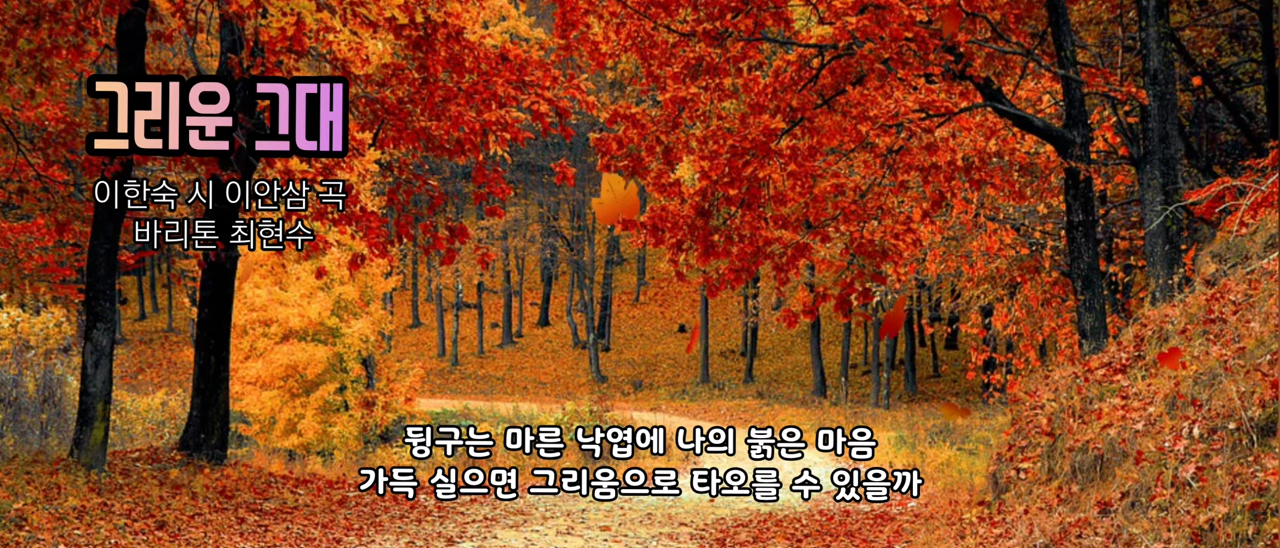 그리운 그대
이한숙 시 이안삼 곡
바리톤 최현수
뒹구는 마른 낙엽에 나의 붉은 마음
가득 실으면 그리움으로 타오를 수 있을까